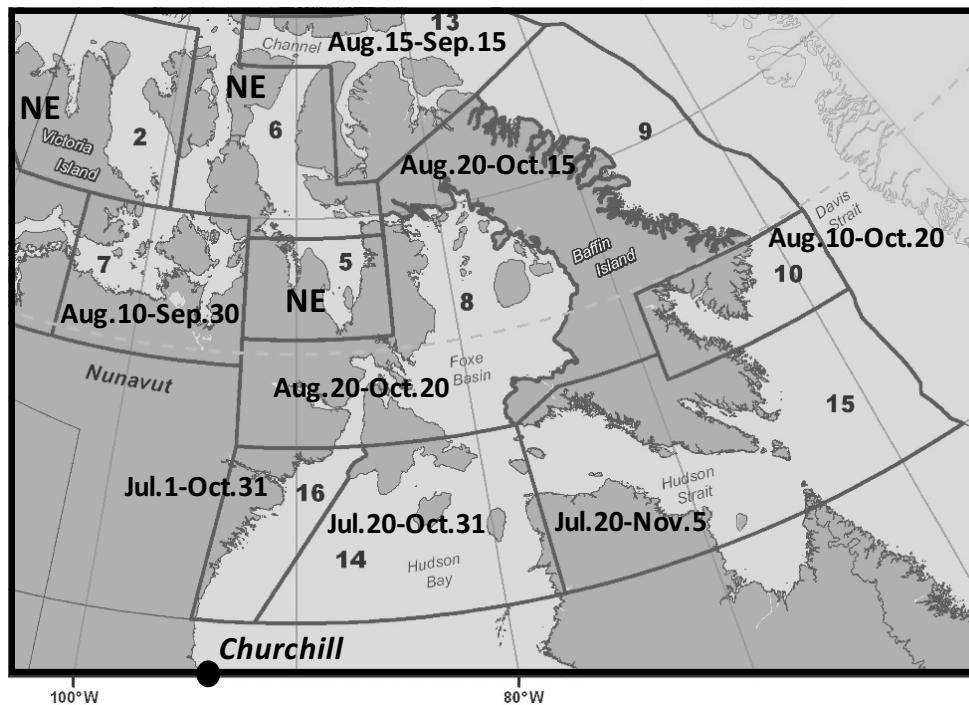 13
Channel
Aug.15-Sep.15
NE
NE
6
2
9
Victoria
Island
Aug.20-Oct.15
Davis
Strait
Aug.10-Oct.20
Baffin
Island
7
5
10
NE
8
Aug.10-Sep.30
Nunavut
Foxe
Basin
Aug.20-Oct.20
15
Jul.1-Oct.31
16
Hudson
Strait
Jul.20-Oct.31
Jul.20-Nov.5
14
Hudson
Bay
Churchill
100°W
80°W